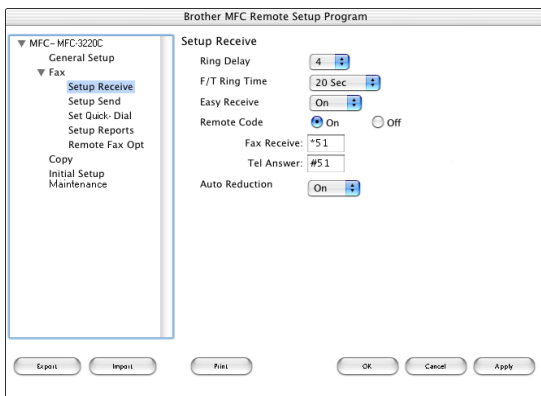 Brother MFC Remote Setup Program
MFC- MFC-3220C
General Setup
Fax
Setup Receive
Setup Send
Set Quick- Dial
Setup Reports
Remote Fax Opt
Copy
Initial Setup
Maintenance
Setup Receive
Ring Delay 4
F/T Ring Time 20 Sec
Easy Receive On
Remote Code On Off
Fax Receive: *51
Tel Answer: #51
Auto Reduction On
Export Import Print OK Cancel Apply